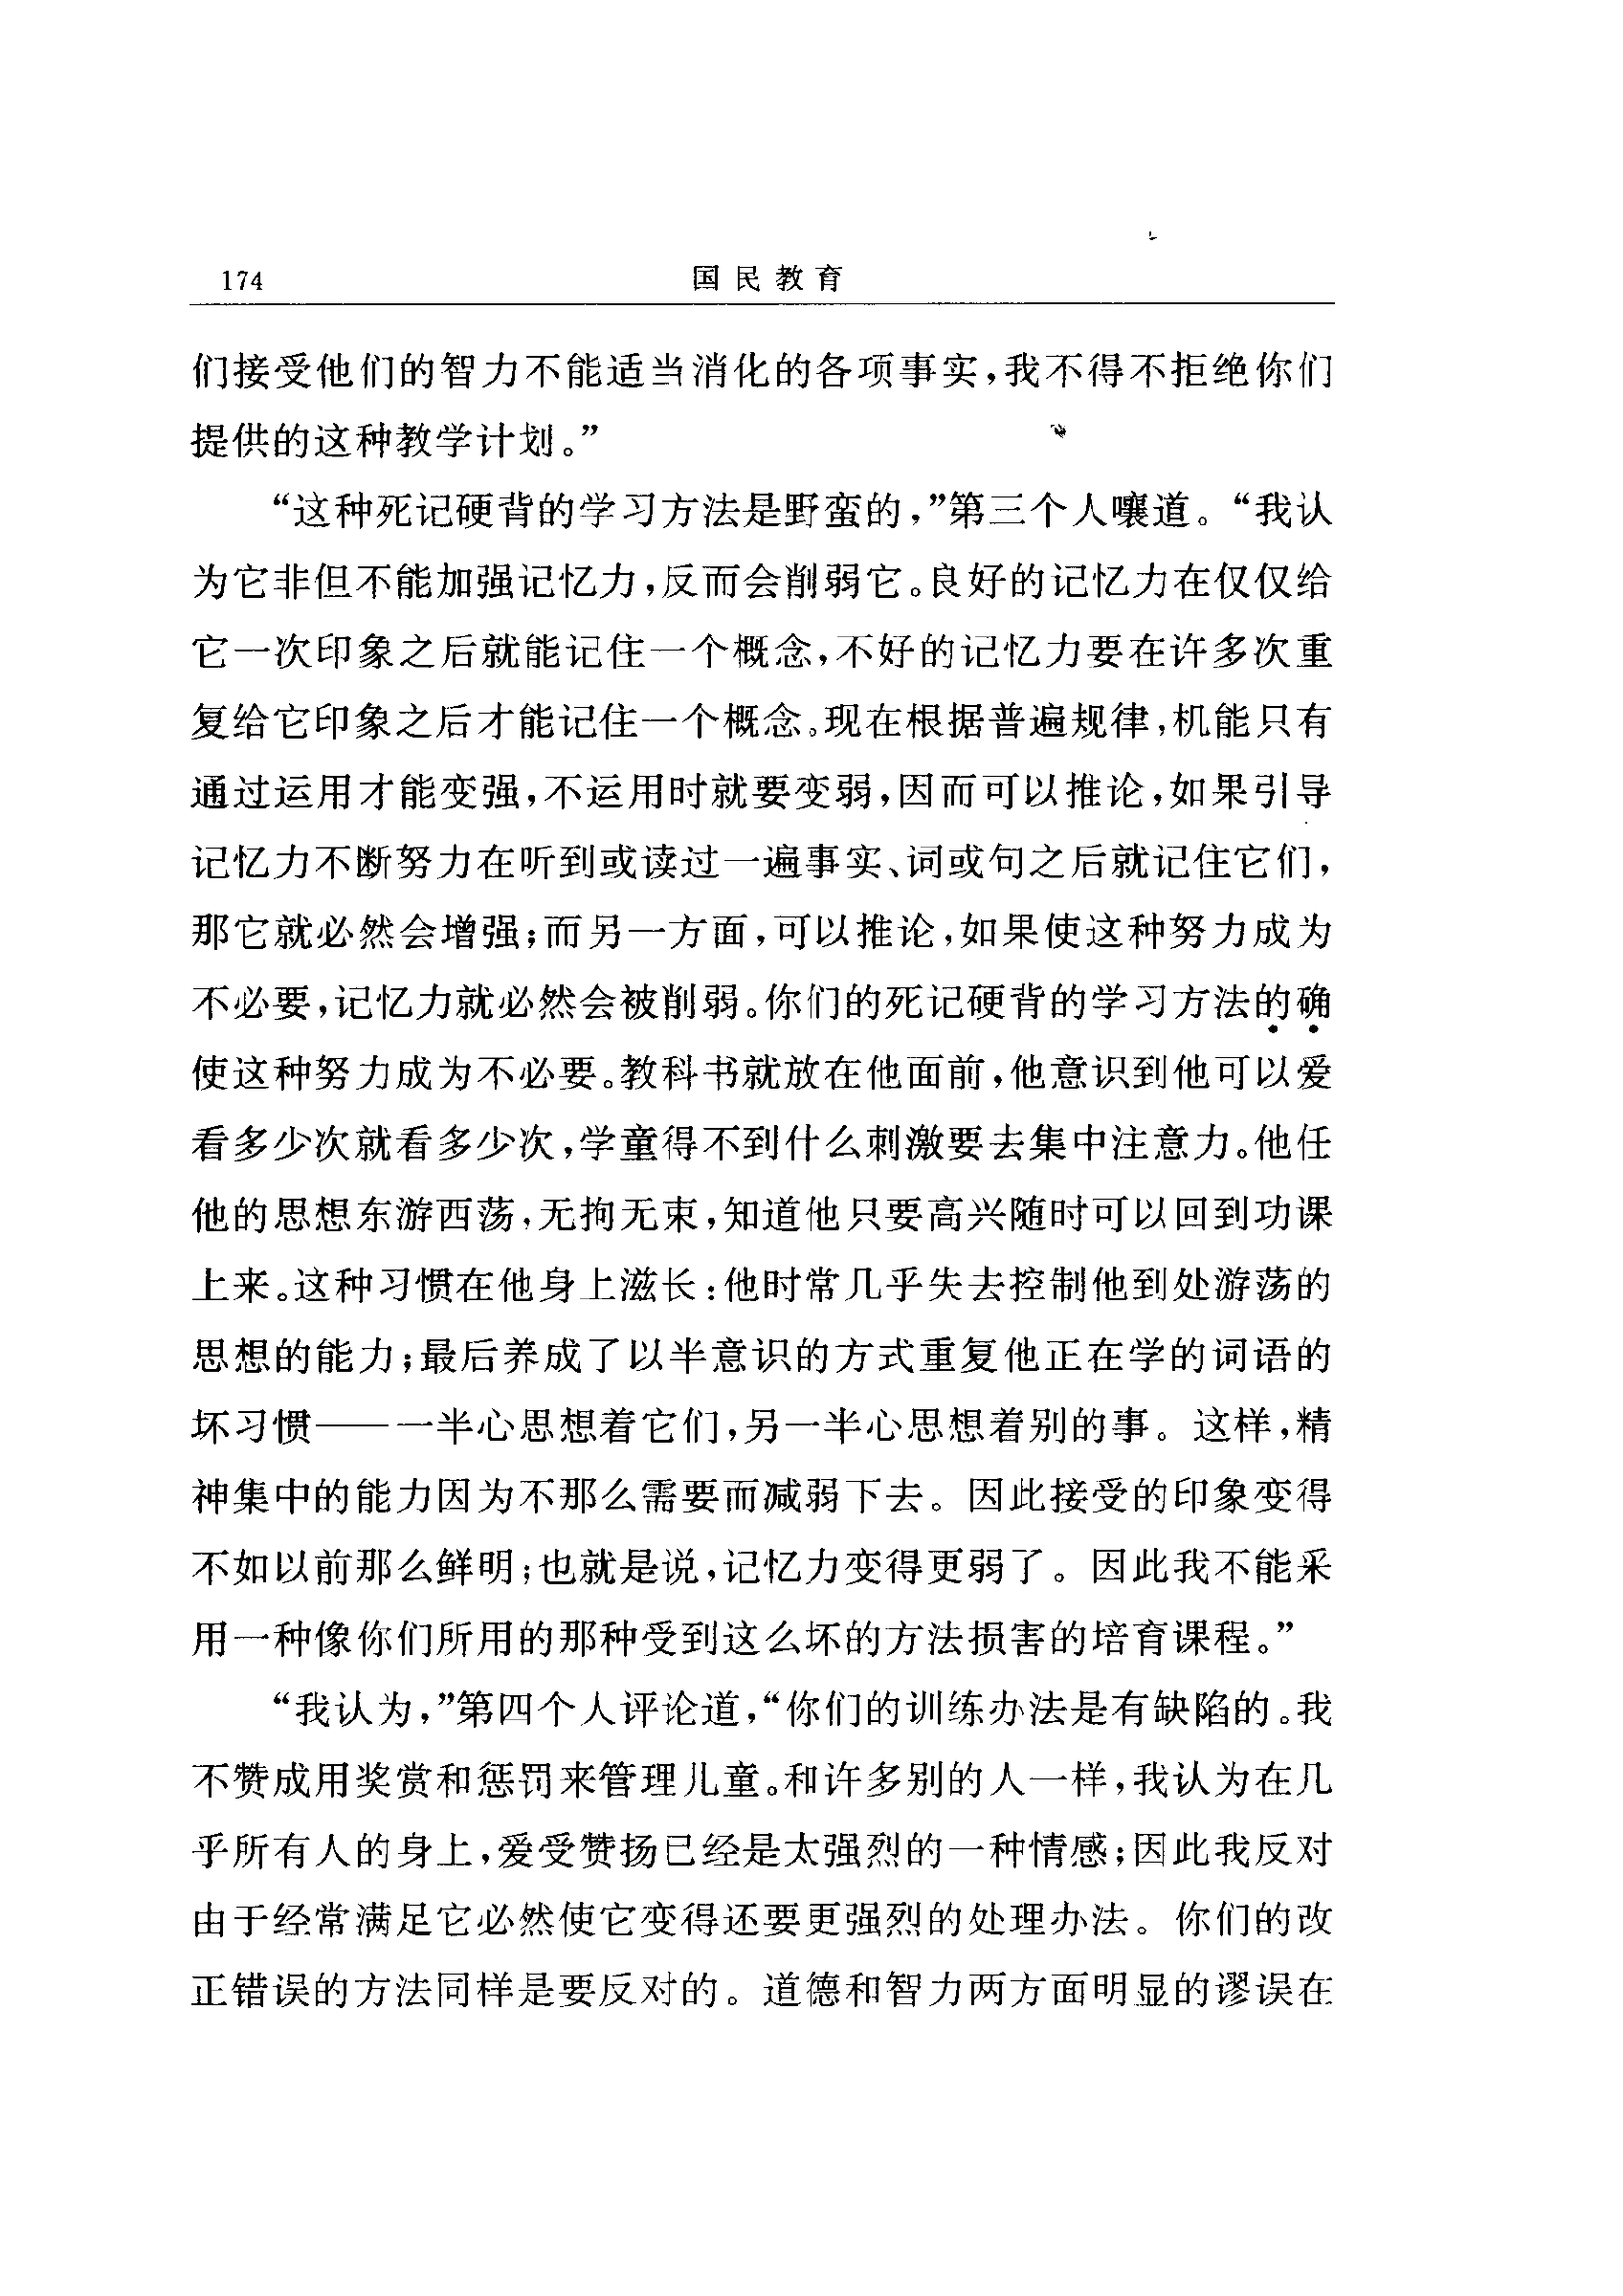 174 国民教育
们接受他们的智力不能适当消化的各项事实,我不得不拒绝你们
提供的这种教学计划。”
“这种死记硬背的学习方法是野蛮的,”第三个人嚷道。“我认
为它非但不能加强记忆力,反而会削弱它。良好的记忆力在仅仅给
它一次印象之后就能记住一个概念,不好的记忆力要在许多次重
复给它印象之后才能记住一个概念。现在根据普遍规律,机能只有
通过运用才能变强,不运用时就要变弱,因而可以推论,如果引导
记忆力不断努力在听到或读过一遍事实、词或句之后就记住它们,
那它就必然会增强;而另一方面,可以推论,如果使这种努力成为
不必要,记忆力就必然会被削弱。你们的死记硬背的学习方法的确
使这种努力成为不必要。教科书就放在他面前,他意识到他可以爱
看多少次就看多少次,学童得不到什么刺激要去集中注意力。他任
他的思想东游西荡,无拘无束,知道他只要高兴随时可以回到功课
上来。这种习惯在他身上滋长:他时常几乎失去控制他到处游荡的
思想的能力;最后养成了以半意识的方式重复他正在学的词语的
坏习惯——一半心思想着它们,另一半心思想着别的事。这样,精
神集中的能力因为不那么需要而减弱下去。因此接受的印象变得
不如以前那么鲜明;也就是说,记忆力变得更弱了。因此我不能采
用一种像你们所用的那种受到这么坏的方法损害的培育课程。”
“我认为,”第四个人评论道,“你们的训练办法是有缺陷的。我
不赞成用奖赏和惩罚来管理儿童。和许多别的人一样,我认为在几
乎所有人的身上,爱受赞扬已经是太强烈的一种情感;因此我反对
由于经常满足它必然使它变得还要更强烈的处理办法。你们的改
正错误的方法同样是要反对的。道德和智力两方面明显的谬误在